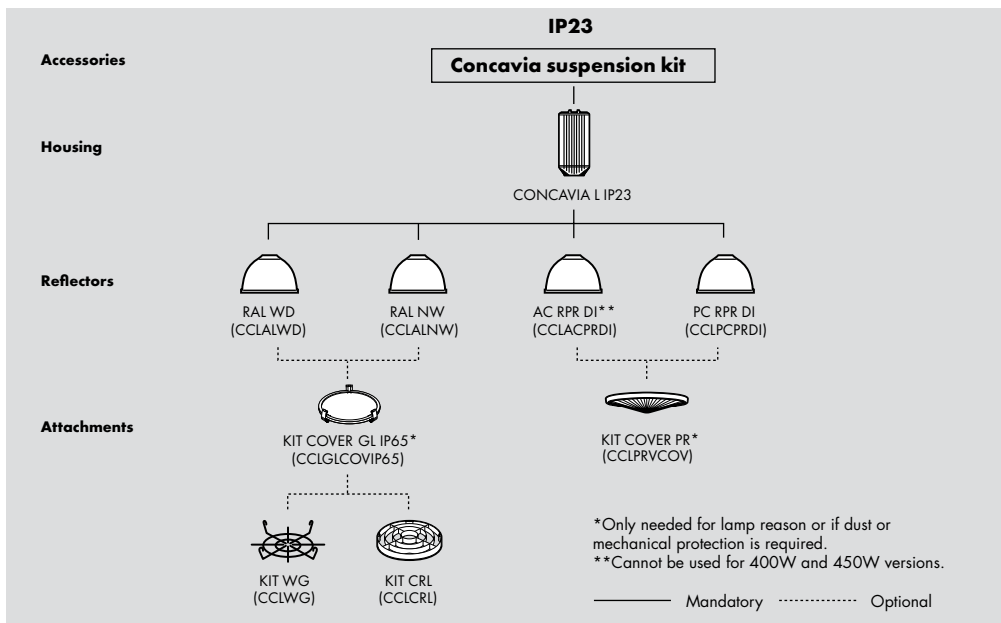 IP23
Accessories
Concavia suspension kit
Housing
CONCAVIA L IP23
Reflectors
RAL WD
(CCLALWD)
RAL NW
(CCLALNW)
AC RPR DI**
(CCLACPRDI)
PC RPR DI
(CCLPCPRDI)
Attachments
KIT COVER GL IP65*
(CCLGLCOVIP65)
KIT COVER PR*
(CCLPRVCOV)
KIT WG
(CCLWG)
KIT CRL
(CCLCRL)
*Only needed for lamp reason or if dust or
mechanical protection is required.
**Cannot be used for 400W and 450W versions.
Mandatory
Optional